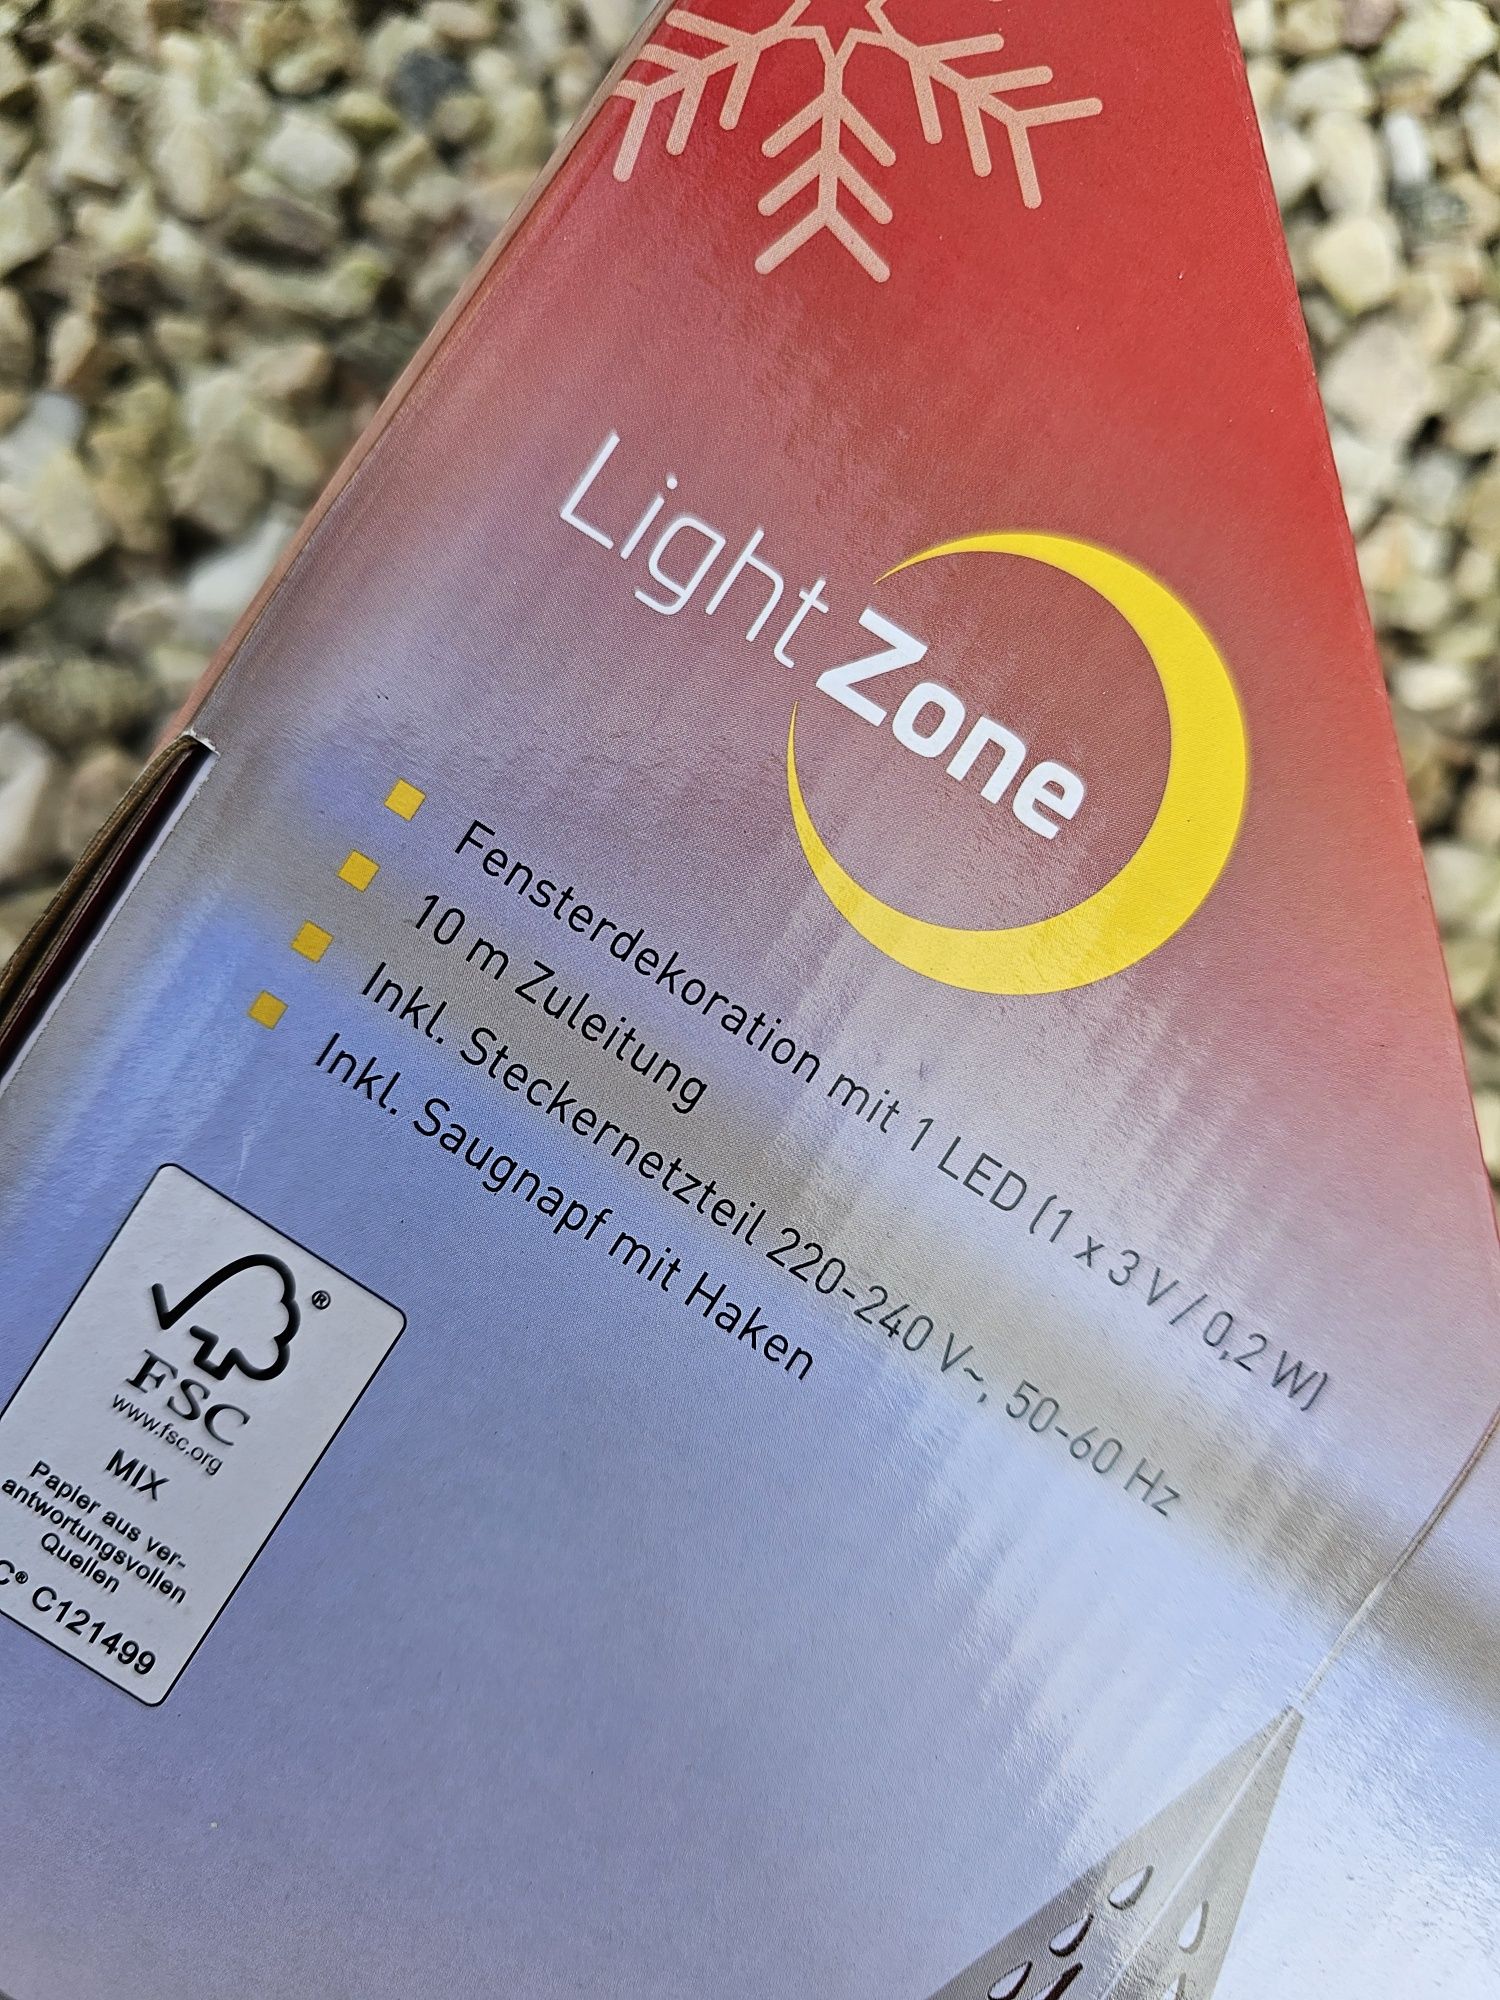 Light Zone
Fensterdekoration mit 1 LED (1 x 3 V / 0,2 W)
10 m Zuleitung
Inkl. Steckernetzteil 220-240 V~, 50-60 Hz
Inkl. Saugnapf mit Haken
®
FSC
www.fsc.org
MIX
Papier aus ver-
antwortungsvollen
Quellen
C® C121499